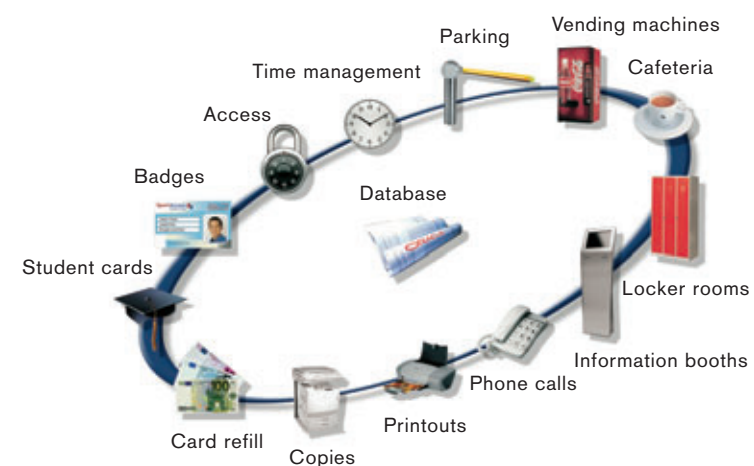 Vending machines
Parking
Cafeteria
Time management
Access
Badges
Database
Student cards
Locker rooms
Information booths
Phone calls
Printouts
Card refill
Copies
100